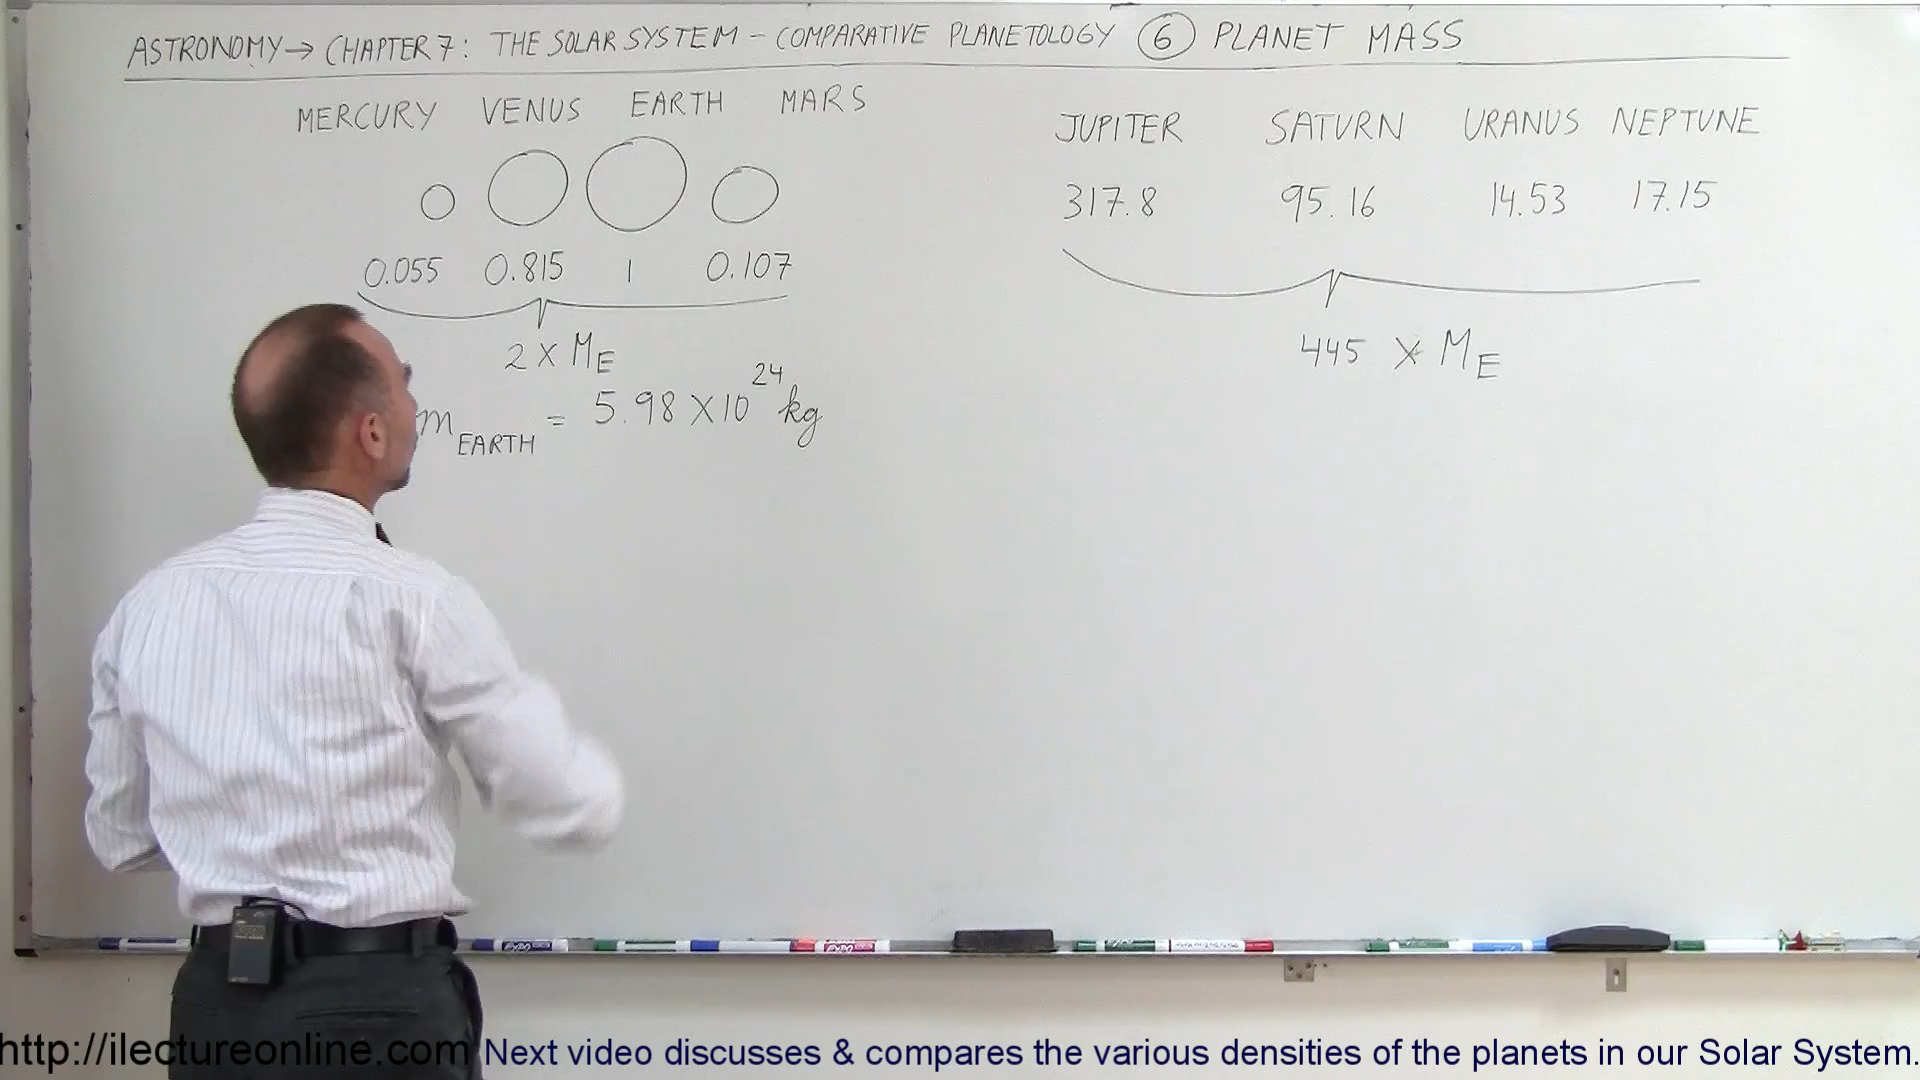 ASTRONOMY → CHAPTER 7: THE SOLAR SYSTEM - COMPARATIVE PLANETOLOGY 6 PLANET MASS
MERCURY VENUS EARTH MARS
0.055 0.815 1 0.107
2 X ME
mEARTH = 5.98 X 10^24 kg
JUPITER SATURN URANUS NEPTUNE
317.8 95.16 14.53 17.15
445 X ME
EXPO
EXPO
http://ilectureonline.com Next video discusses & compares the various densities of the planets in our Solar System.